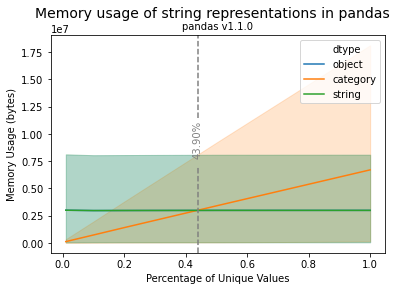 Memory usage of string representations in pandas
pandas v1.1.0
1e7
dtype
object
category
string
1.75
1.50
1.25
1.00
0.75
0.50
0.25
0.00
Memory Usage (bytes)
43.90%
0.0
0.2
0.4
0.6
0.8
1.0
Percentage of Unique Values